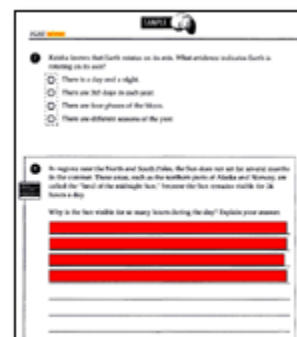 SAMPLE
Keisha knows that Earth rotates on its axis. What evidence indicates Earth is
rotating on its axis?
There is a day and a night.
There are 365 days in each year.
There are four phases of the Moon.
There are different seasons of the year.
In regions near the North and South Poles, the Sun does not set for several months
in the summer. These areas, such as the northern parts of Alaska and Norway, are
called the "land of the midnight Sun," because the Sun remains visible for 24
hours a day.
Why is the Sun visible for so many hours during the day? Explain your answer.